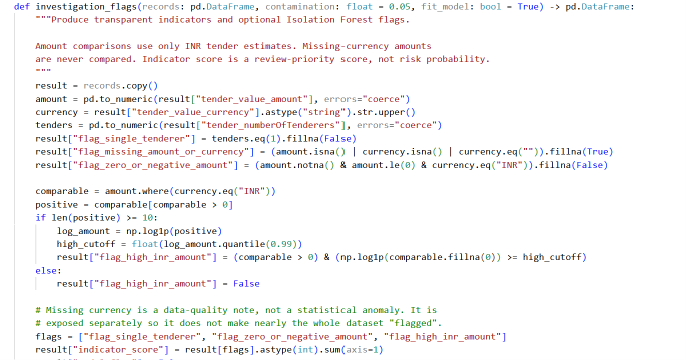 def investigation_flags(records: pd.DataFrame, contamination: float = 0.05, fit_model: bool = True) -> pd.DataFrame:
    """Produce transparent indicators and optional Isolation Forest flags.

    Amount comparisons use only INR tender estimates. Missing-currency amounts
    are never compared. Indicator score is a review-priority score, not risk probability.
    """
    result = records.copy()
    amount = pd.to_numeric(result["tender_value_amount"], errors="coerce")
    currency = result["tender_value_currency"].astype("string").str.upper()
    tenders = pd.to_numeric(result["tender_numberOfTenderers"], errors="coerce")
    result["flag_single_tenderer"] = tenders.eq(1).fillna(False)
    result["flag_missing_amount_or_currency"] = (amount.isna() | currency.isna() | currency.eq("")).fillna(True)
    result["flag_zero_or_negative_amount"] = (amount.notna() & amount.le(0) & currency.eq("INR")).fillna(False)

    comparable = amount.where(currency.eq("INR"))
    positive = comparable[comparable > 0]
    if len(positive) >= 10:
        log_amount = np.log1p(positive)
        high_cutoff = float(log_amount.quantile(0.99))
        result["flag_high_inr_amount"] = (comparable > 0) & (np.log1p(comparable.fillna(0)) >= high_cutoff)
    else:
        result["flag_high_inr_amount"] = False

    # Missing currency is a data-quality note, not a statistical anomaly. It is
    # exposed separately so it does not make nearly the whole dataset "flagged".
    flags = ["flag_single_tenderer", "flag_zero_or_negative_amount", "flag_high_inr_amount"]
    result["indicator_score"] = result[flags].astype(int).sum(axis=1)